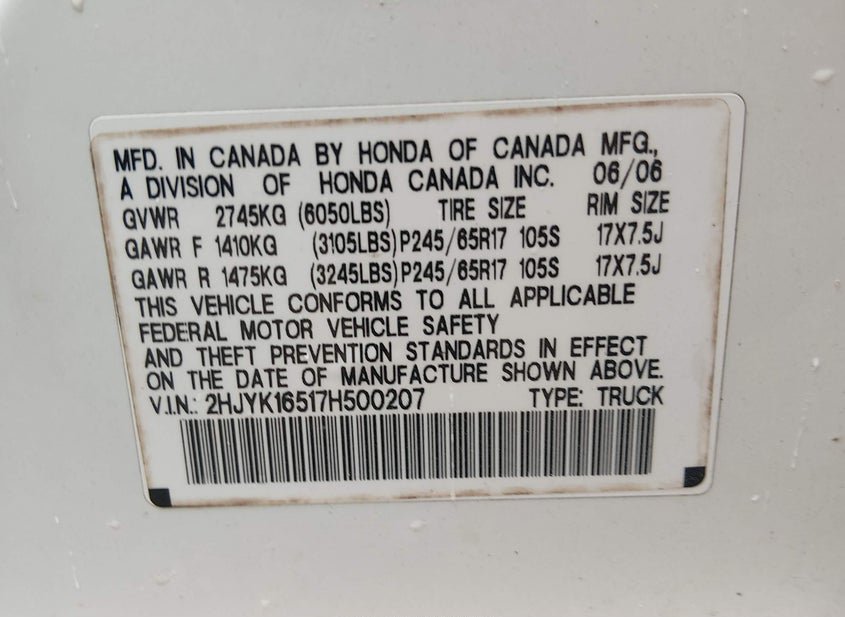 MFD. IN CANADA BY HONDA OF CANADA MFG.,
A DIVISION OF HONDA CANADA INC. 06/06
GVWR 2745KG (6050LBS) TIRE SIZE RIM SIZE
GAWR F 1410KG (3105LBS) P245/65R17 105S 17X7.5J
GAWR R 1475KG (3245LBS) P245/65R17 105S 17X7.5J
THIS VEHICLE CONFORMS TO ALL APPLICABLE
FEDERAL MOTOR VEHICLE SAFETY
AND THEFT PREVENTION STANDARDS IN EFFECT
ON THE DATE OF MANUFACTURE SHOWN ABOVE.
V.I.N.: 2HJYK16517H500207 TYPE: TRUCK